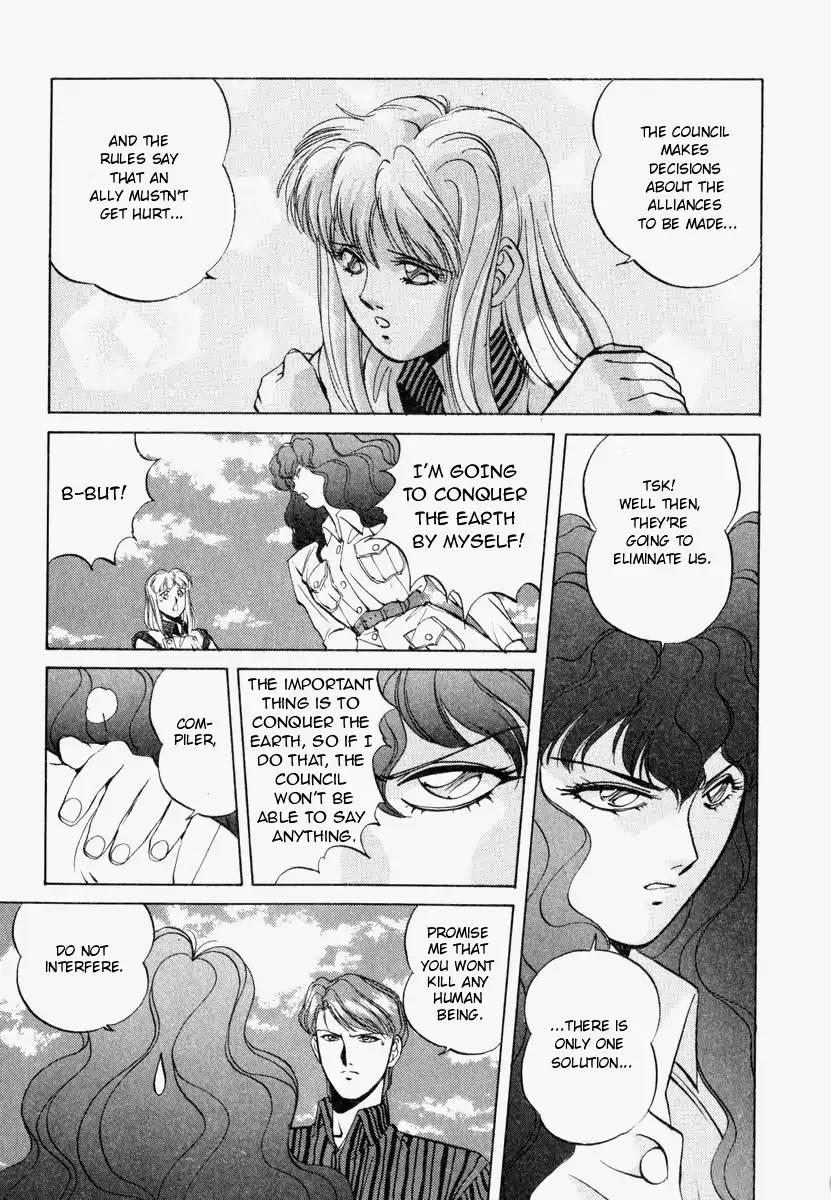 THE COUNCIL
MAKES
DECISIONS
ABOUT THE
ALLIANCES
TO BE MADE...
AND THE
RULES SAY
THAT AN
ALLY MUSTN'T
GET HURT...
TSK!
WELL THEN,
THEY'RE
GOING TO
ELIMINATE US.
...THERE IS
ONLY ONE
SOLUTION...
I'M GOING
TO CONQUER
THE EARTH
BY MYSELF!
B-BUT!
THE IMPORTANT
THING IS TO
CONQUER THE
EARTH, SO IF I
DO THAT, THE
COUNCIL
WON'T BE
ABLE TO SAY
ANYTHING.
COM-
PILER,
PROMISE
ME THAT
YOU WONT
KILL ANY
HUMAN
BEING.
DO NOT
INTERFERE.